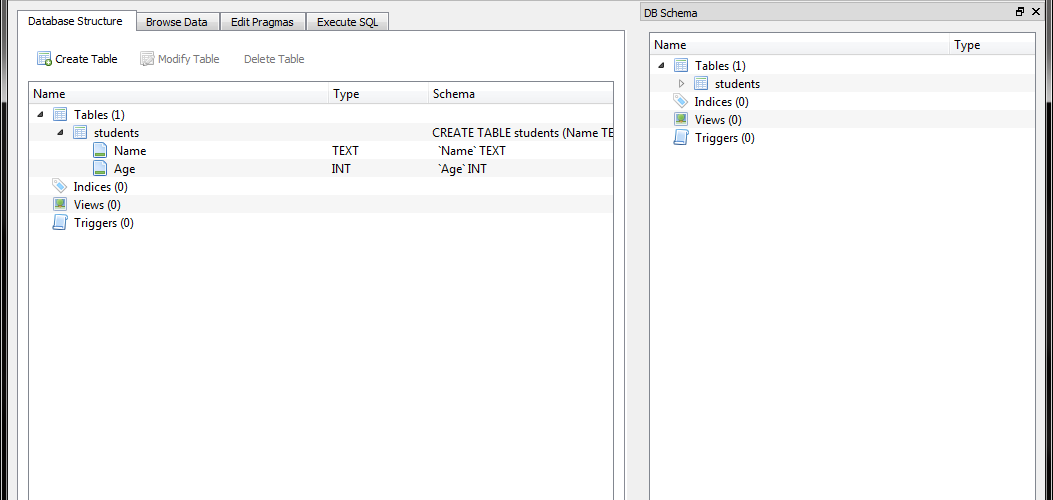 Database Structure Browse Data Edit Pragmas Execute SQL
Create Table Modify Table Delete Table
Name Type Schema
Tables (1)
students CREATE TABLE students (Name TE
Name TEXT `Name` TEXT
Age INT `Age` INT
Indices (0)
Views (0)
Triggers (0)
DB Schema
Name Type
Tables (1)
students
Indices (0)
Views (0)
Triggers (0)